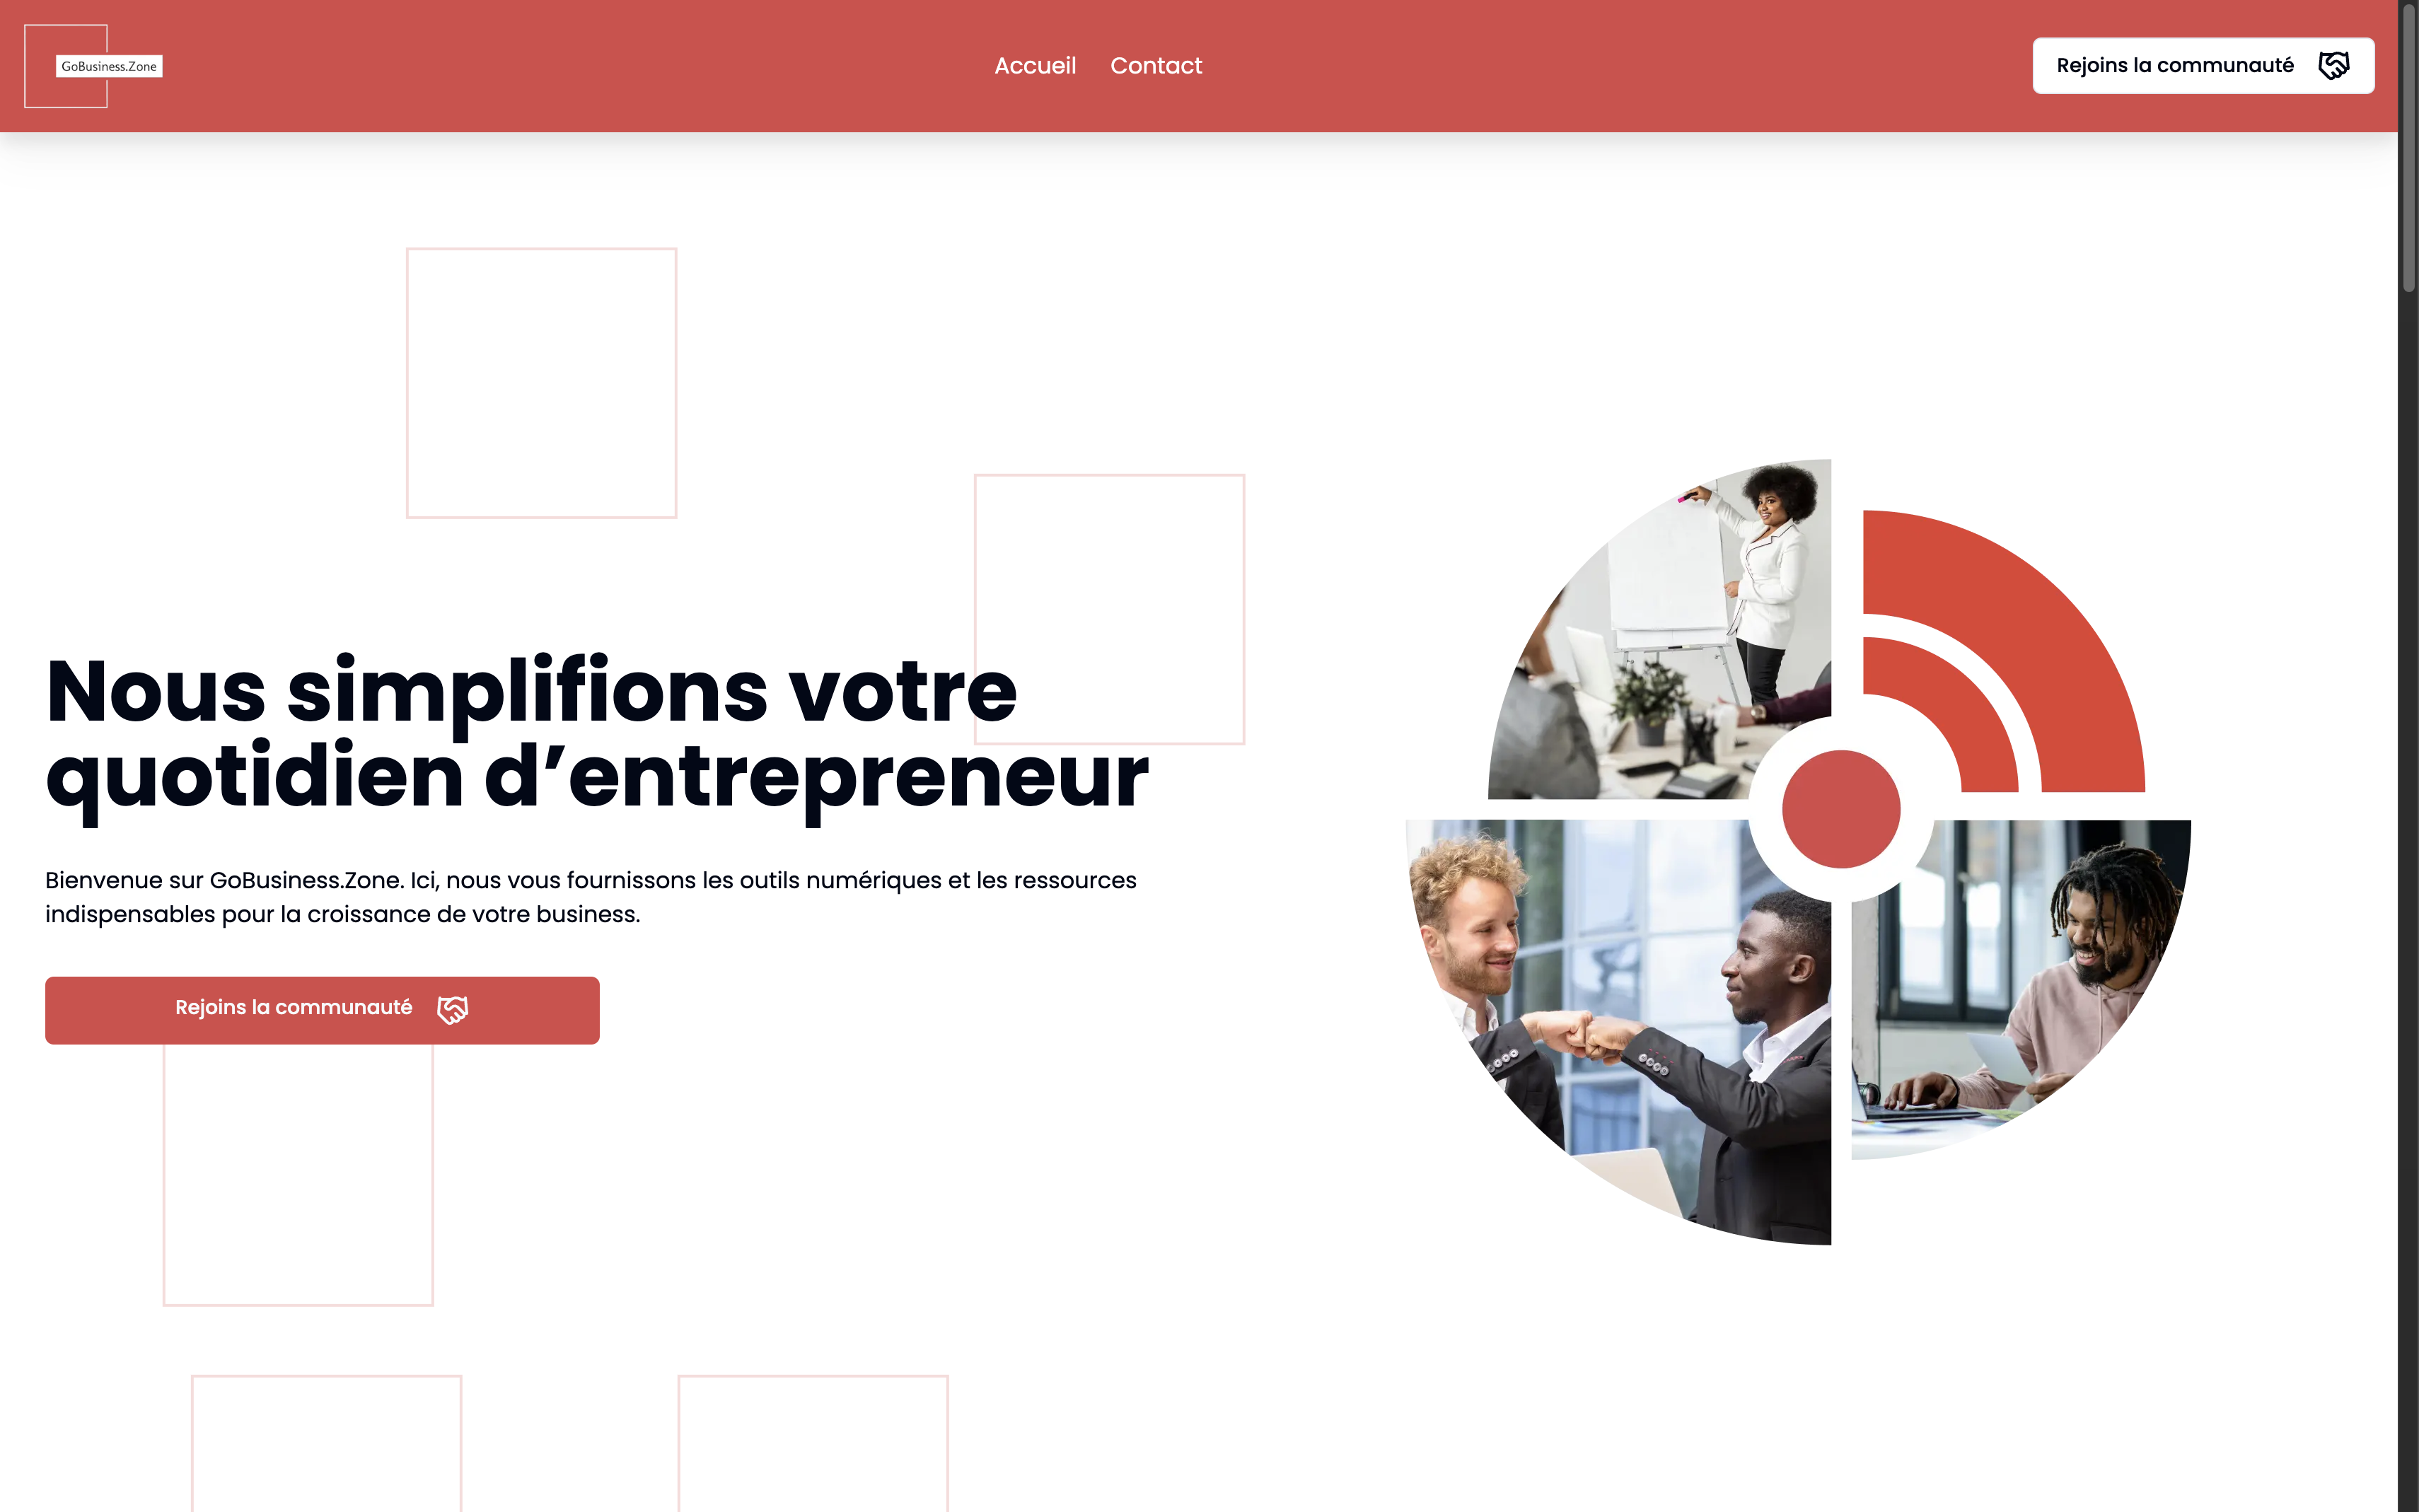 GoBusiness.Zone
Accueil
Contact
Rejoins la communauté
Nous simplifions votre
quotidien d’entrepreneur
Bienvenue sur GoBusiness.Zone. Ici, nous vous fournissons les outils numériques et les ressources
indispensables pour la croissance de votre business.
Rejoins la communauté